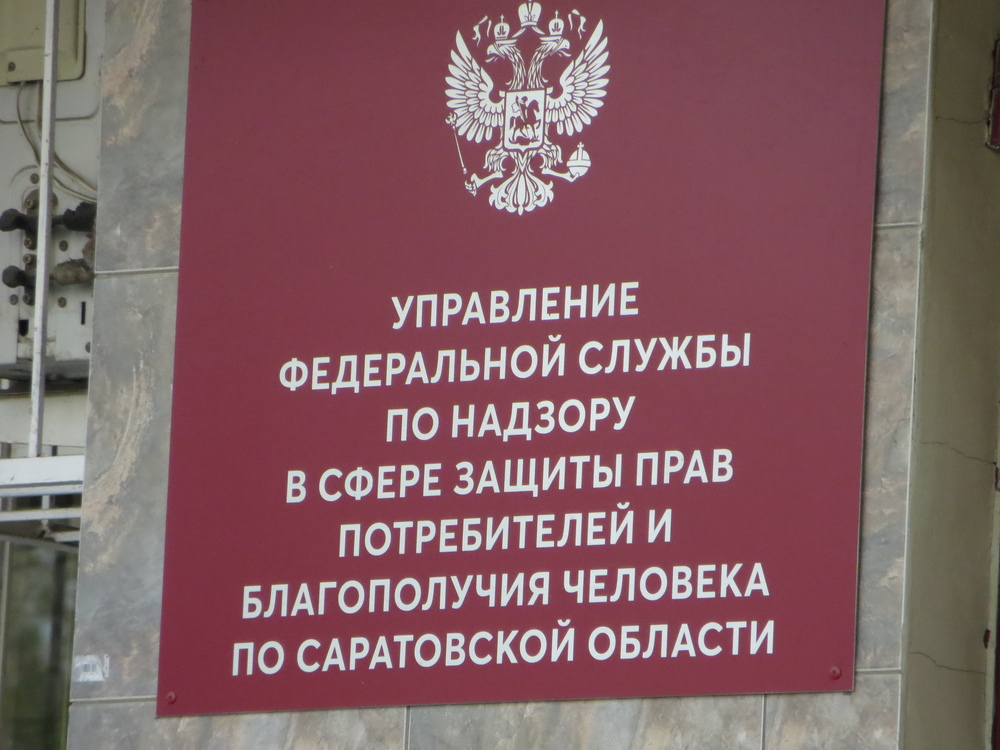 УПРАВЛЕНИЕ
ФЕДЕРАЛЬНОЙ СЛУЖБЫ
ПО НАДЗОРУ
В СФЕРЕ ЗАЩИТЫ ПРАВ
ПОТРЕБИТЕЛЕЙ И
БЛАГОПОЛУЧИЯ ЧЕЛОВЕКА
ПО САРАТОВСКОЙ ОБЛАСТИ